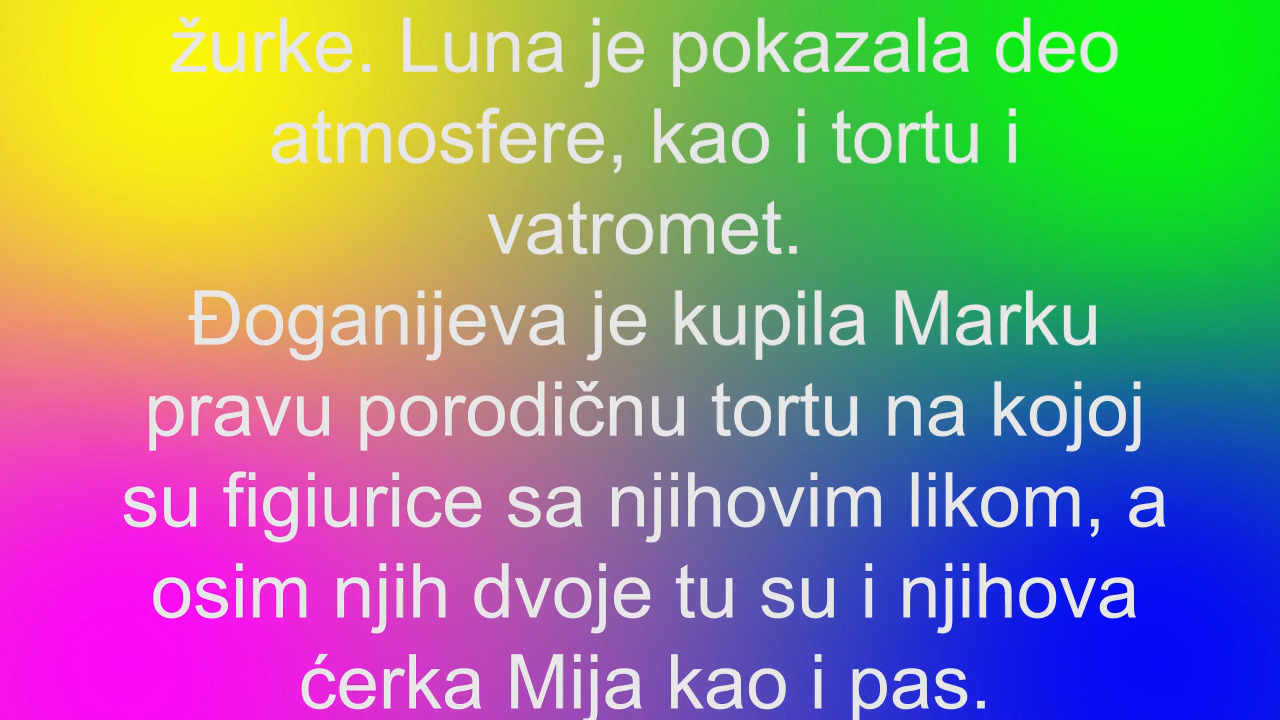 žurke. Luna je pokazala deo
atmosfere, kao i tortu i
vatromet.
Đoganijeva je kupila Marku
pravu porodičnu tortu na kojoj
su figiurice sa njihovim likom, a
osim njih dvoje tu su i njihova
ćerka Mija kao i pas.